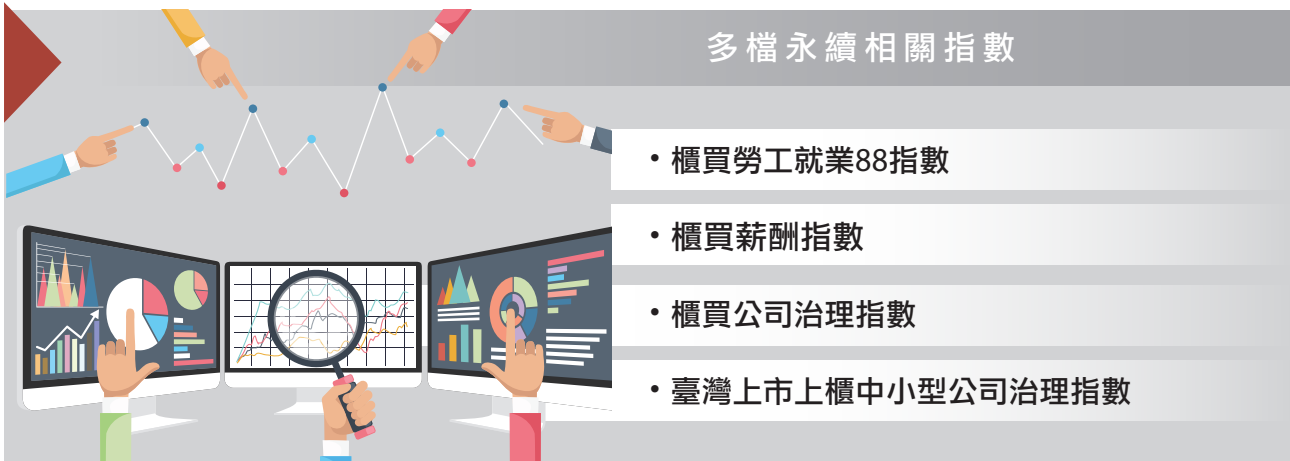 多檔永續相關指數
•櫃買勞工就業88指數
•櫃買薪酬指數
•櫃買公司治理指數
•臺灣上市上櫃中小型公司治理指數